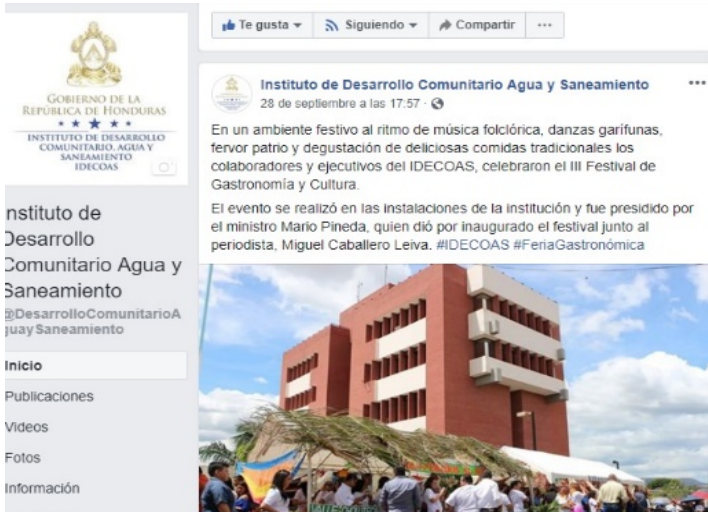 Te gusta
Siguiendo
Compartir
GOBIERNO DE LA
REPÚBLICA DE HONDURAS
INSTITUTO DE DESARROLLO
COMUNITARIO, AGUA Y
SANEAMIENTO
IDECOAS
nstituto de
Desarrollo
Comunitario Agua y
Saneamiento
@DesarrolloComunitarioA
guaySaneamiento
Inicio
Publicaciones
Videos
Fotos
Información
Instituto de Desarrollo Comunitario Agua y Saneamiento
28 de septiembre a las 17:57 ·
En un ambiente festivo al ritmo de música folclórica, danzas garífunas,
fervor patrio y degustación de deliciosas comidas tradicionales los
colaboradores y ejecutivos del IDECOAS, celebraron el III Festival de
Gastronomía y Cultura.
El evento se realizó en las instalaciones de la institución y fue presidido por
el ministro Mario Pineda, quien dió por inaugurado el festival junto al
periodista, Miguel Caballero Leiva. #IDECOAS #FeriaGastronómica